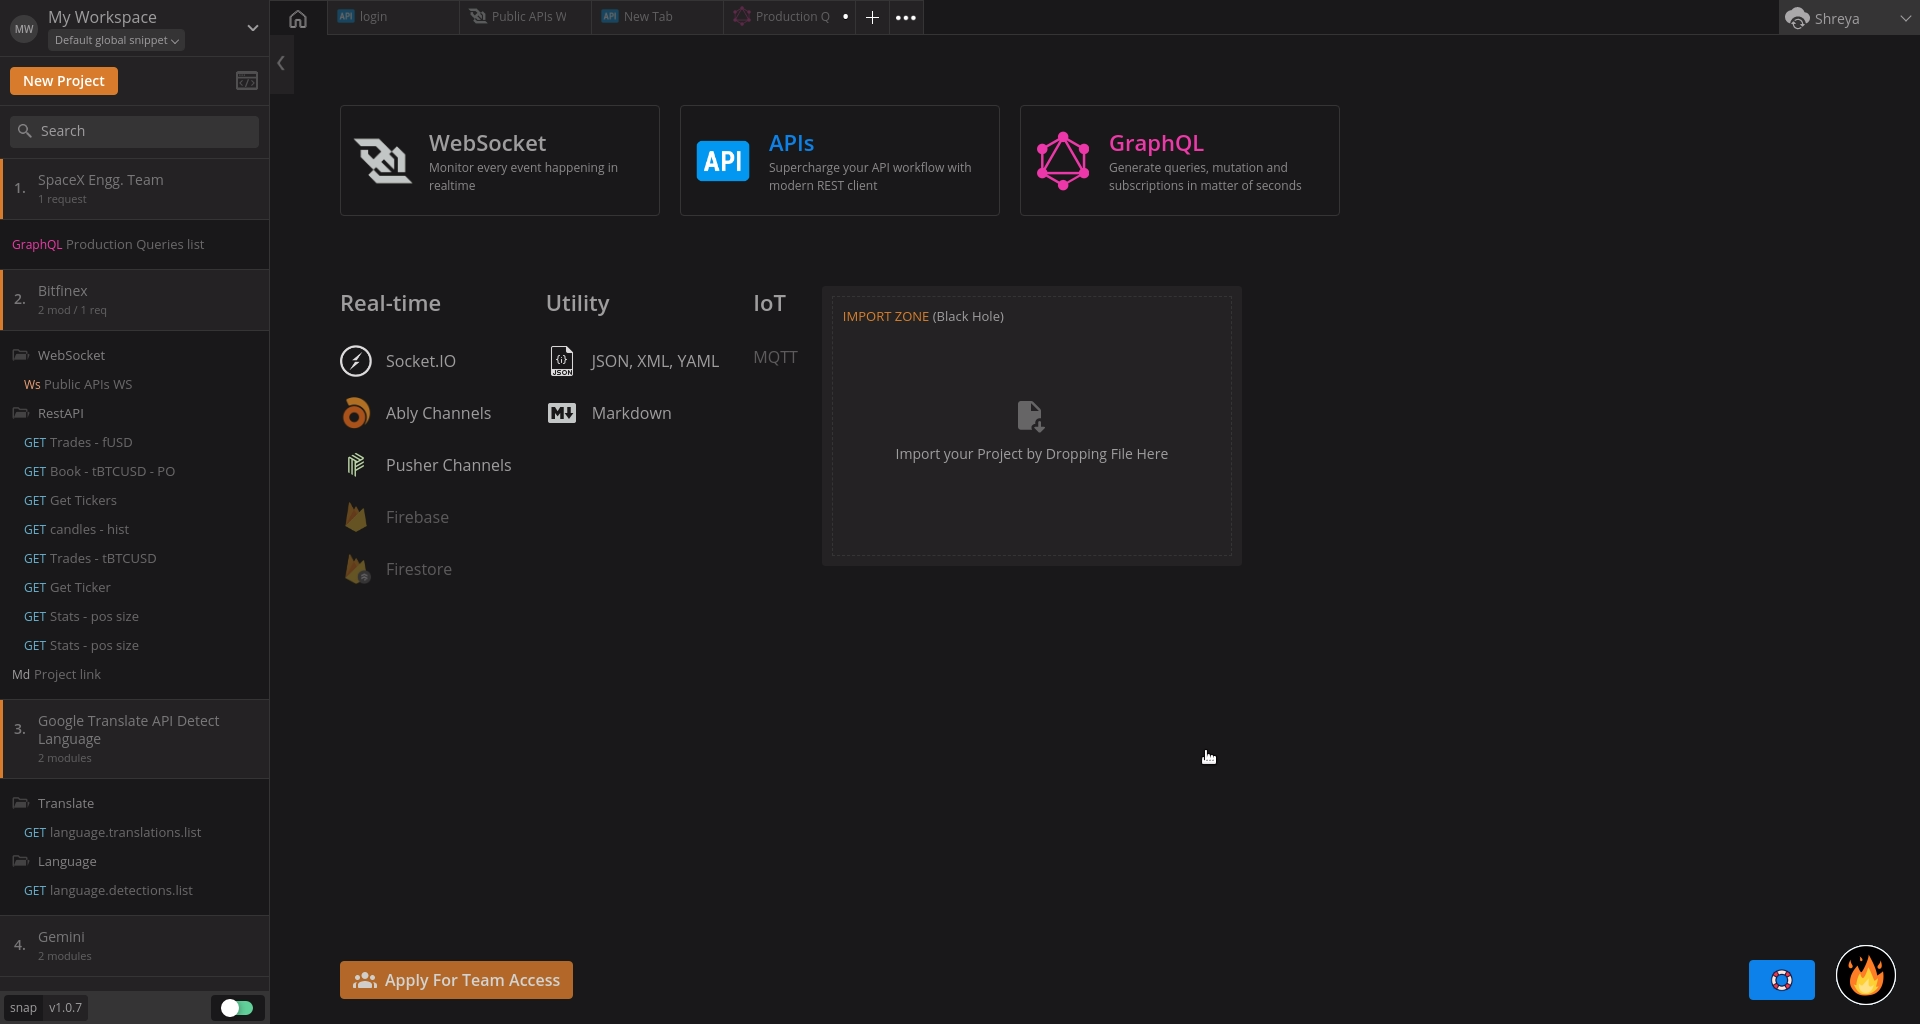 MW
My Workspace
Default global snippet
New Project
Search
1.
SpaceX Engg. Team
1 request
GraphQL Production Queries list
2.
Bitfinex
2 mod / 1 req
WebSocket
Ws Public APIs WS
RestAPI
GET Trades - fUSD
GET Book - tBTCUSD - PO
GET Get Tickers
GET candles - hist
GET Trades - tBTCUSD
GET Get Ticker
GET Stats - pos size
GET Stats - pos size
Md Project link
3.
Google Translate API Detect
Language
2 modules
Translate
GET language.translations.list
Language
GET language.detections.list
4.
Gemini
2 modules
snap v1.0.7
API login
Public APIs W
API New Tab
Production Q
Shreya
WebSocket
Monitor every event happening in
realtime
API
APIs
Supercharge your API workflow with
modern REST client
GraphQL
Generate queries, mutation and
subscriptions in matter of seconds
Real-time
Socket.IO
Ably Channels
Pusher Channels
Firebase
Firestore
Utility
JSON
JSON, XML, YAML
M
Markdown
IoT
MQTT
IMPORT ZONE (Black Hole)
Import your Project by Dropping File Here
Apply For Team Access